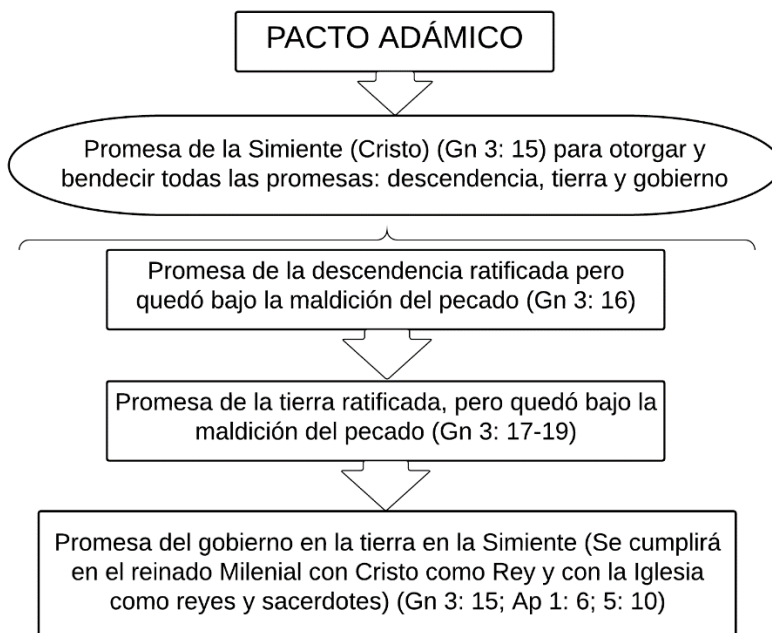 PACTO ADÁMICO
Promesa de la Simiente (Cristo) (Gn 3: 15) para otorgar y
bendecir todas las promesas: descendencia, tierra y gobierno
Promesa de la descendencia ratificada pero
quedó bajo la maldición del pecado (Gn 3: 16)
Promesa de la tierra ratificada, pero quedó bajo la
maldición del pecado (Gn 3: 17-19)
Promesa del gobierno en la tierra en la Simiente (Se cumplirá
en el reinado Milenial con Cristo como Rey y con la Iglesia
como reyes y sacerdotes) (Gn 3: 15; Ap 1: 6; 5: 10)